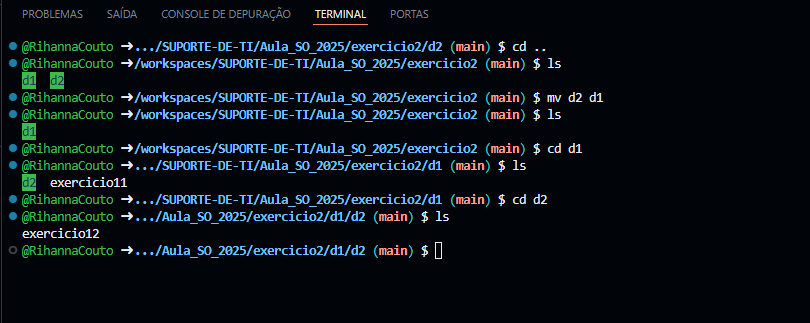 PROBLEMAS SAÍDA CONSOLE DE DEPURAÇÃO TERMINAL PORTAS
@RihannaCouto ➜.../SUPORTE-DE-TI/Aula_SO_2025/exercicio2/d2 (main) $ cd ..
@RihannaCouto ➜/workspaces/SUPORTE-DE-TI/Aula_SO_2025/exercicio2 (main) $ ls
d1 d2
@RihannaCouto ➜/workspaces/SUPORTE-DE-TI/Aula_SO_2025/exercicio2 (main) $ mv d2 d1
@RihannaCouto ➜/workspaces/SUPORTE-DE-TI/Aula_SO_2025/exercicio2 (main) $ ls
d1
@RihannaCouto ➜/workspaces/SUPORTE-DE-TI/Aula_SO_2025/exercicio2 (main) $ cd d1
@RihannaCouto ➜.../SUPORTE-DE-TI/Aula_SO_2025/exercicio2/d1 (main) $ ls
d2 exercicio11
@RihannaCouto ➜.../SUPORTE-DE-TI/Aula_SO_2025/exercicio2/d1 (main) $ cd d2
@RihannaCouto ➜.../Aula_SO_2025/exercicio2/d1/d2 (main) $ ls
exercicio12
@RihannaCouto ➜.../Aula_SO_2025/exercicio2/d1/d2 (main) $